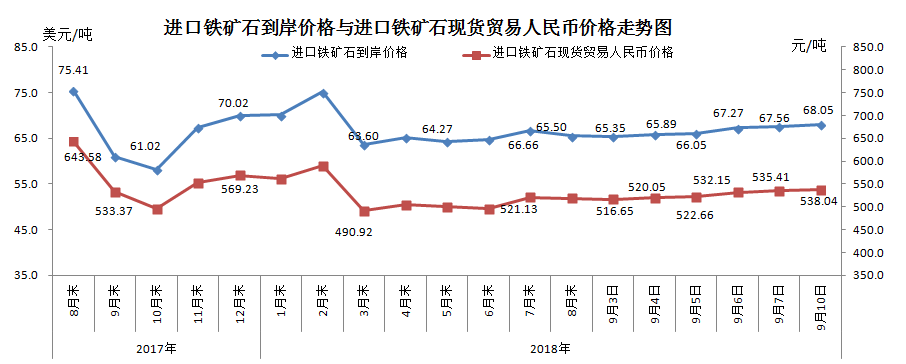 进口铁矿石到岸价格与进口铁矿石现货贸易人民币价格走势图
美元/吨
元/吨
进口铁矿石到岸价格
进口铁矿石现货贸易人民币价格
85.0
75.0
65.0
55.0
45.0
35.0
850.0
800.0
750.0
700.0
650.0
600.0
550.0
500.0
450.0
400.0
350.0
75.41
61.02
70.02
63.60
64.27
66.66
65.50
65.35
65.89
66.05
67.27
67.56
68.05
643.58
533.37
569.23
490.92
521.13
516.65
520.05
522.66
532.15
535.41
538.04
8月末
9月末
10月末
11月末
12月末
1月末
2月末
3月末
4月末
5月末
6月末
7月末
8月末
9月3日
9月4日
9月5日
9月6日
9月7日
9月10日
2017年
2018年